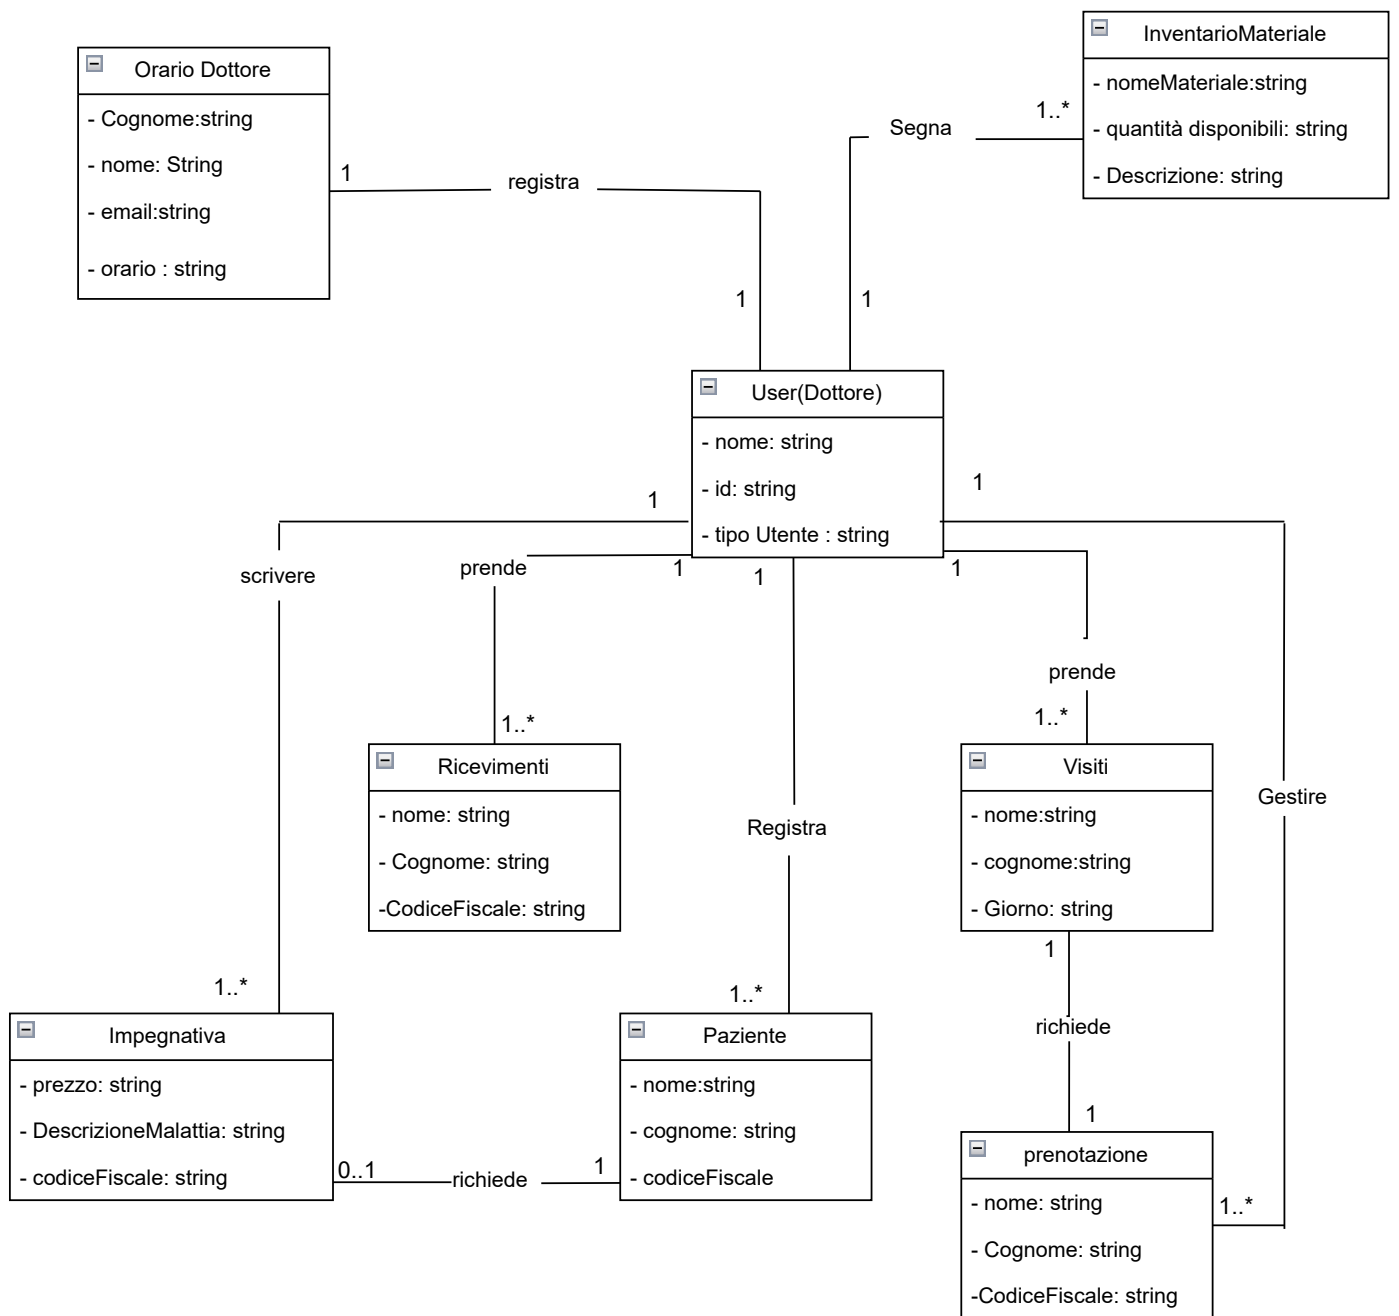 InventarioMateriale
- nomeMateriale:string
- quantità disponibili: string
- Descrizione: string
Orario Dottore
- Cognome:string
- nome: String
- email:string
- orario : string
1
registra
1
Segna
1..*
1
User(Dottore)
- nome: string
- id: string
- tipo Utente : string
1
1
scrivere
prende
1
1
1
prende
1..*
1..*
Ricevimenti
- nome: string
- Cognome: string
-CodiceFiscale: string
Registra
Visiti
- nome:string
- cognome:string
- Giorno: string
Gestire
1
1..*
1..*
richiede
Impegnativa
- prezzo: string
- DescrizioneMalattia: string
- codiceFiscale: string
0..1
richiede
1
Paziente
- nome:string
- cognome: string
- codiceFiscale
1
prenotazione
- nome: string
- Cognome: string
-CodiceFiscale: string
1..*